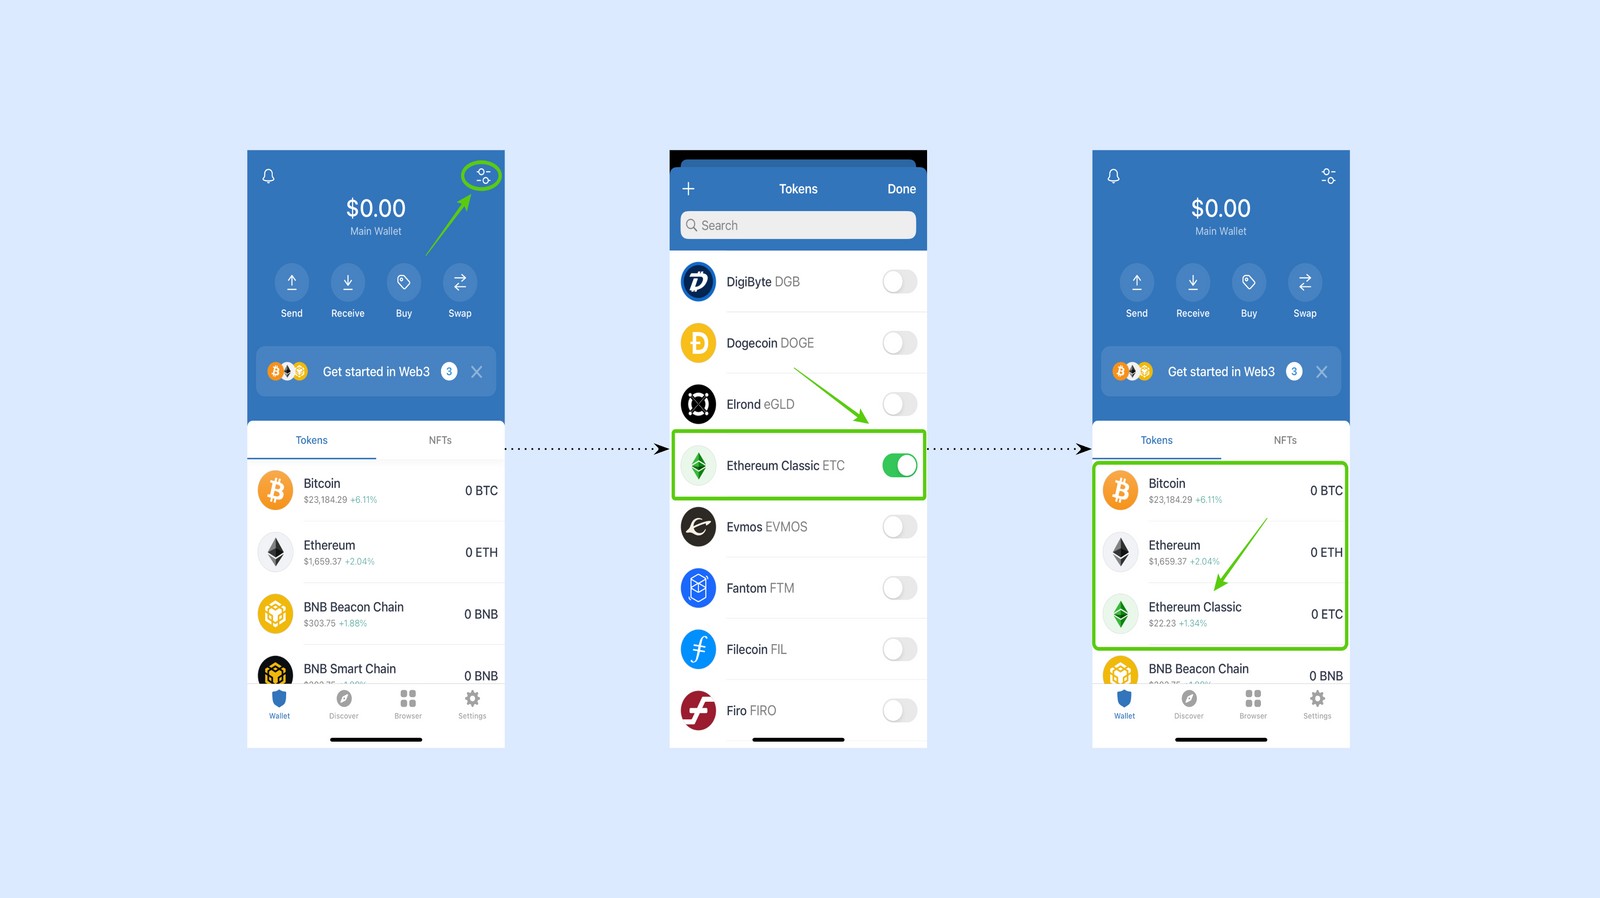 $0.00
Main Wallet
Send Receive Buy Swap
Get started in Web3 3
Tokens NFTs
Bitcoin
$23,184.29 +6.11%
0 BTC
Ethereum
$1,659.37 +2.04%
0 ETH
BNB Beacon Chain
$303.75 +1.88%
0 BNB
BNB Smart Chain
0 BNB
Wallet Discover Browser Settings
Tokens Done
Search
DigiByte DGB
Dogecoin DOGE
Elrond eGLD
Ethereum Classic ETC
Evmos EVMOS
Fantom FTM
Filecoin FIL
Firo FIRO
$0.00
Main Wallet
Send Receive Buy Swap
Get started in Web3 3
Tokens NFTs
Bitcoin
$23,184.29 +6.11%
0 BTC
Ethereum
$1,659.37 +2.04%
0 ETH
Ethereum Classic
$22.23 +1.34%
0 ETC
BNB Beacon Chain
0 BNB
Wallet Discover Browser Settings